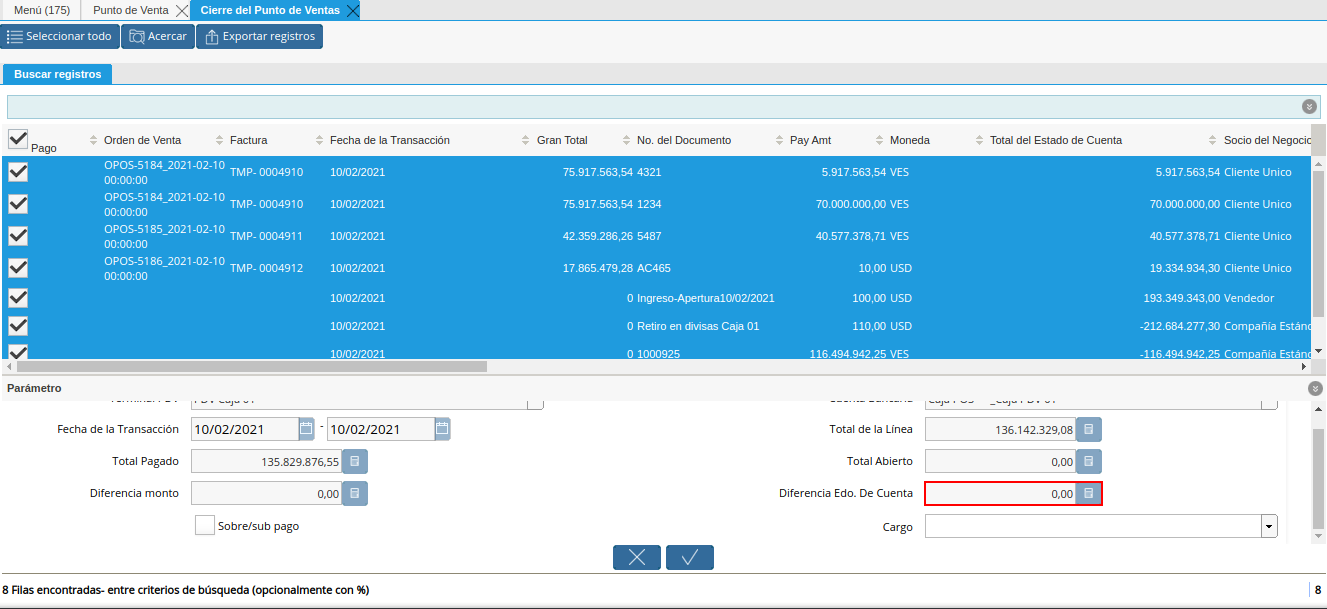 Menú (175) Punto de Venta Cierre del Punto de Ventas
Seleccionar todo Acercar Exportar registros
Buscar registros
Pago Orden de Venta Factura Fecha de la Transacción Gran Total No. del Documento Pay Amt Moneda Total del Estado de Cuenta Socio del Negocio
OPOS-5184_2021-02-10
00:00:00 TMP- 0004910 10/02/2021 75.917.563,54 4321 5.917.563,54 VES 5.917.563,54 Cliente Unico
OPOS-5184_2021-02-10
00:00:00 TMP- 0004910 10/02/2021 75.917.563,54 1234 70.000.000,00 VES 70.000.000,00 Cliente Unico
OPOS-5185_2021-02-10
00:00:00 TMP- 0004911 10/02/2021 42.359.286,26 5487 40.577.378,71 VES 40.577.378,71 Cliente Unico
OPOS-5186_2021-02-10
00:00:00 TMP- 0004912 10/02/2021 17.865.479,28 AC465 10,00 USD 19.334.934,30 Cliente Unico
10/02/2021 0 Ingreso-Apertura10/02/2021 100,00 USD 193.349.343,00 Vendedor
10/02/2021 0 Retiro en divisas Caja 01 110,00 USD -212.684.277,30 Compañía Estánd
10/02/2021 0 1000925 116.494.942,25 VES -116.494.942,25 Compañía Estánd
Parámetro
Fecha de la Transacción 10/02/2021 - 10/02/2021 Total de la Línea 136.142.329,08
Total Pagado 135.829.876,55 Total Abierto 0,00
Diferencia monto 0,00 Diferencia Edo. De Cuenta 0,00
Sobre/sub pago Cargo
8 Filas encontradas- entre criterios de búsqueda (opcionalmente con %) 8